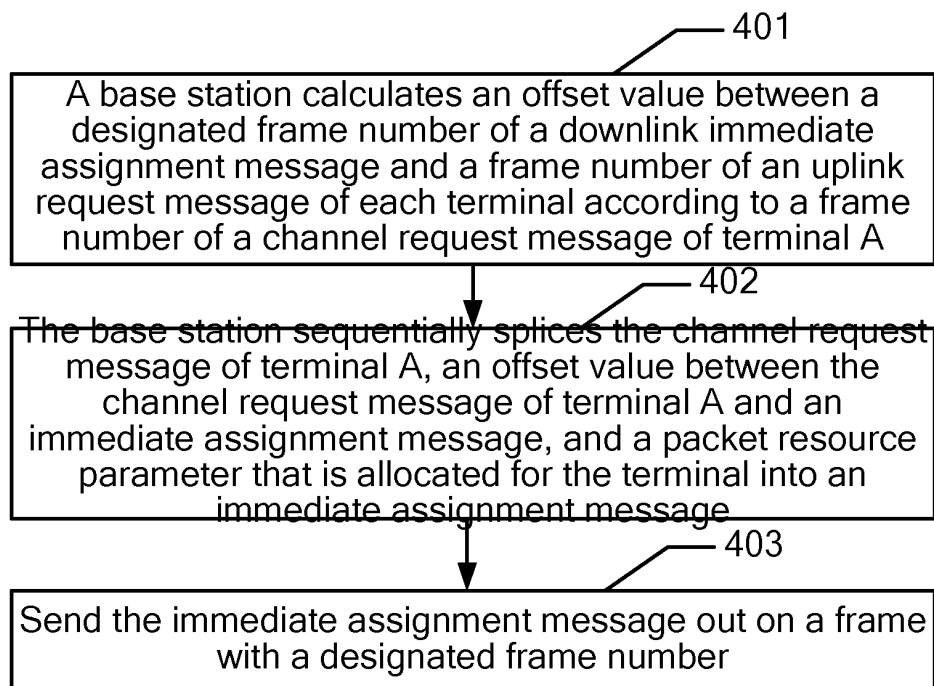 401
A base station calculates an offset value between a
designated frame number of a downlink immediate
assignment message and a frame number of an uplink
request message of each terminal according to a frame
number of a channel request message of terminal A
402
The base station sequentially splices the channel request
message of terminal A, an offset value between the
channel request message of terminal A and an
immediate assignment message, and a packet resource
parameter that is allocated for the terminal into an
immediate assignment message
403
Send the immediate assignment message out on a frame
with a designated frame number